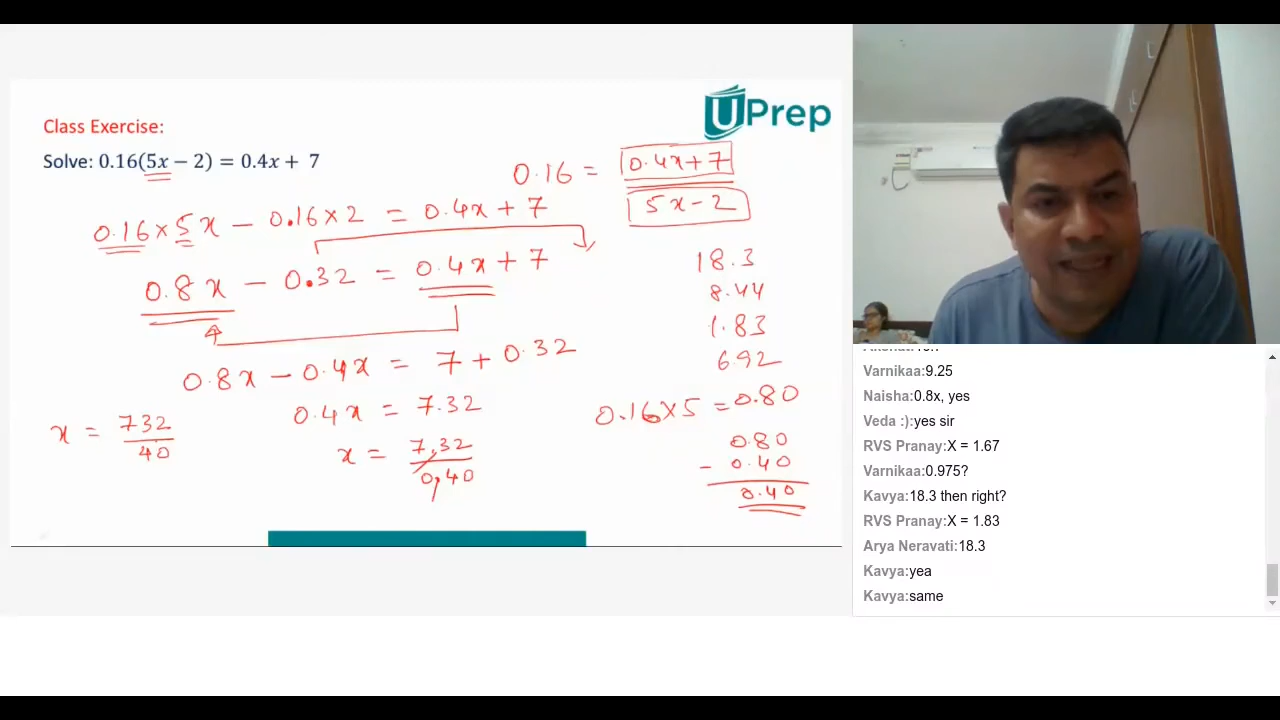 UPrep
Class Exercise:
Solve: 0.16(5x − 2) = 0.4x + 7
0.16 = 0.4x+7
5x−2
0.16×5x − 0.16×2 = 0.4x+7
0.8x − 0.32 = 0.4x+7
0.8x − 0.4x = 7+0.32
0.4x = 7.32
x = 7.32
0.40
x = 732
40
18.3
8.44
1.83
6.92
0.16×5 = 0.80
0.80
− 0.40
0.40
Varnikaa:9.25
Naisha:0.8x, yes
Veda :):yes sir
RVS Pranay:X = 1.67
Varnikaa:0.975?
Kavya:18.3 then right?
RVS Pranay:X = 1.83
Arya Neravati:18.3
Kavya:yea
Kavya:same